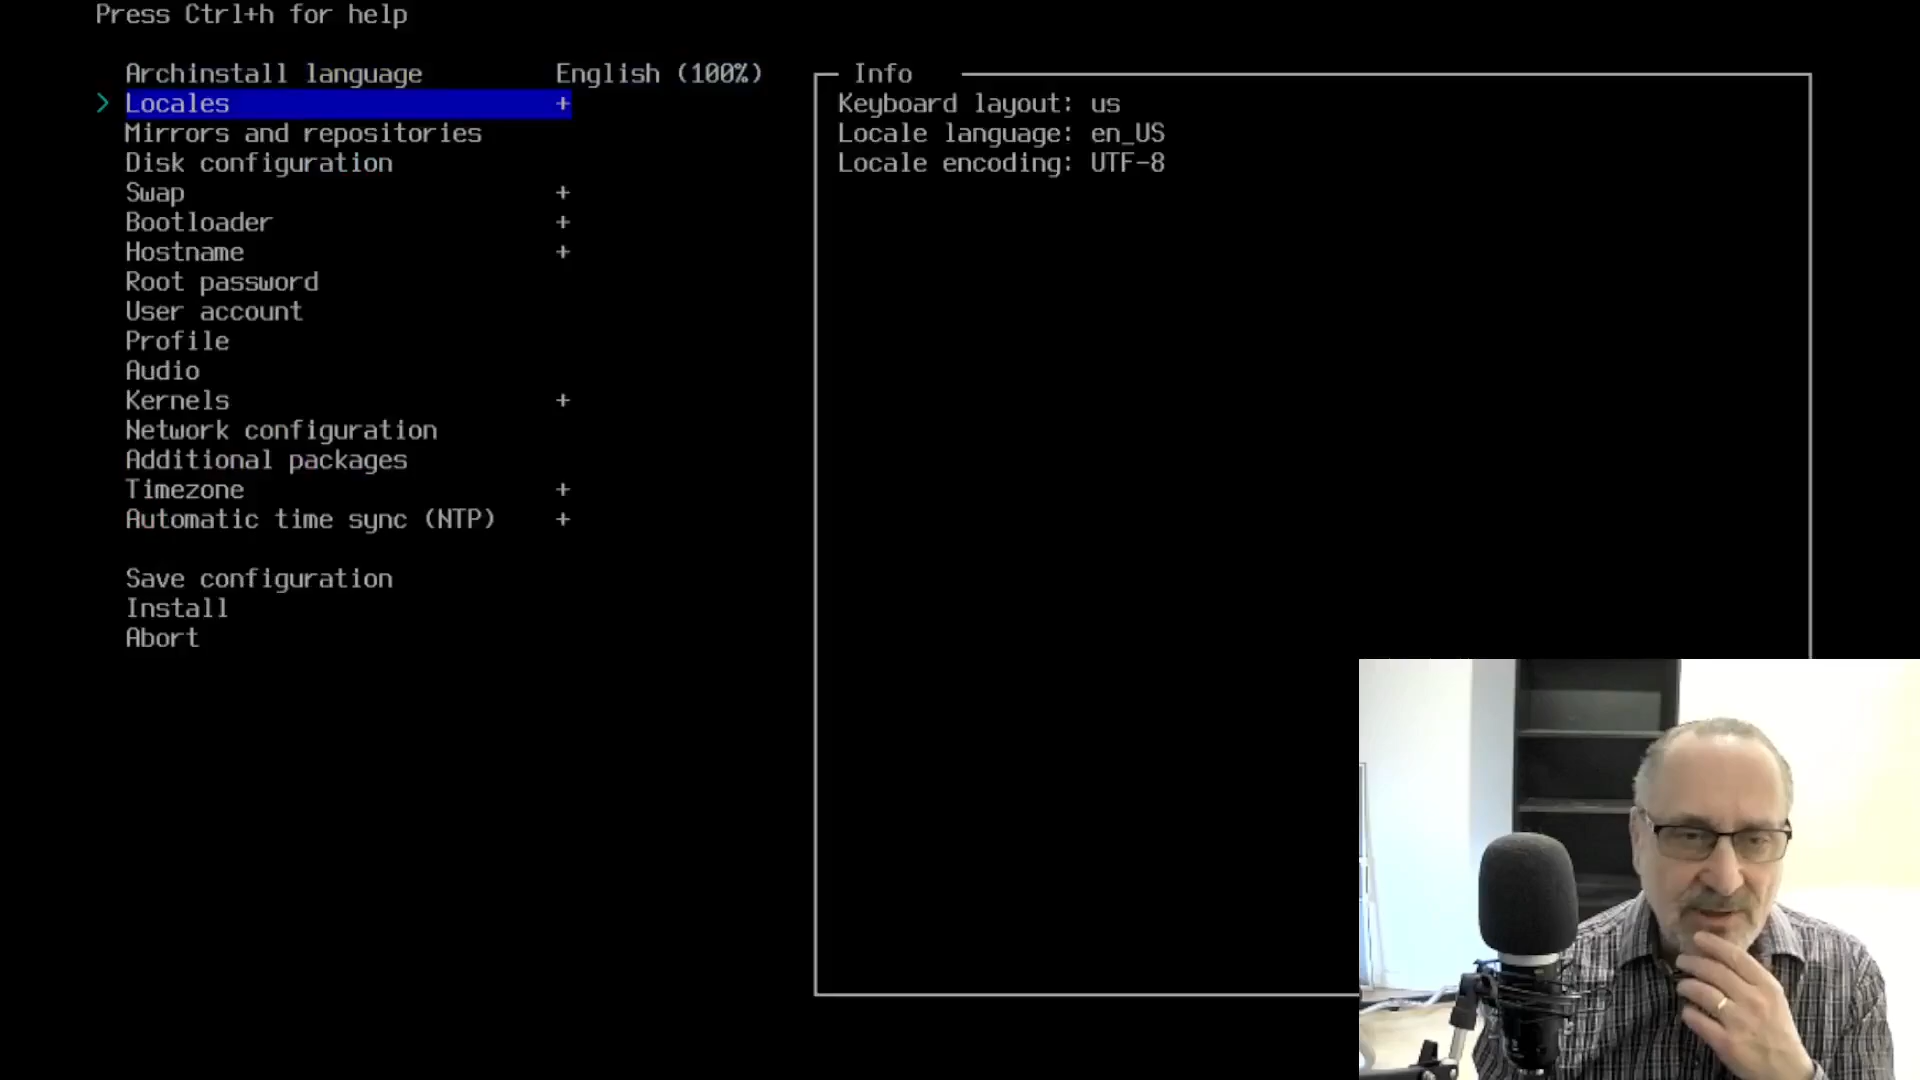 Press Ctrl+h for help
Archinstall language English (100%)
> Locales +
Mirrors and repositories
Disk configuration
Swap +
Bootloader +
Hostname +
Root password
User account
Profile
Audio
Kernels +
Network configuration
Additional packages
Timezone +
Automatic time sync (NTP) +
Save configuration
Install
Abort
Info
Keyboard layout: us
Locale language: en_US
Locale encoding: UTF-8